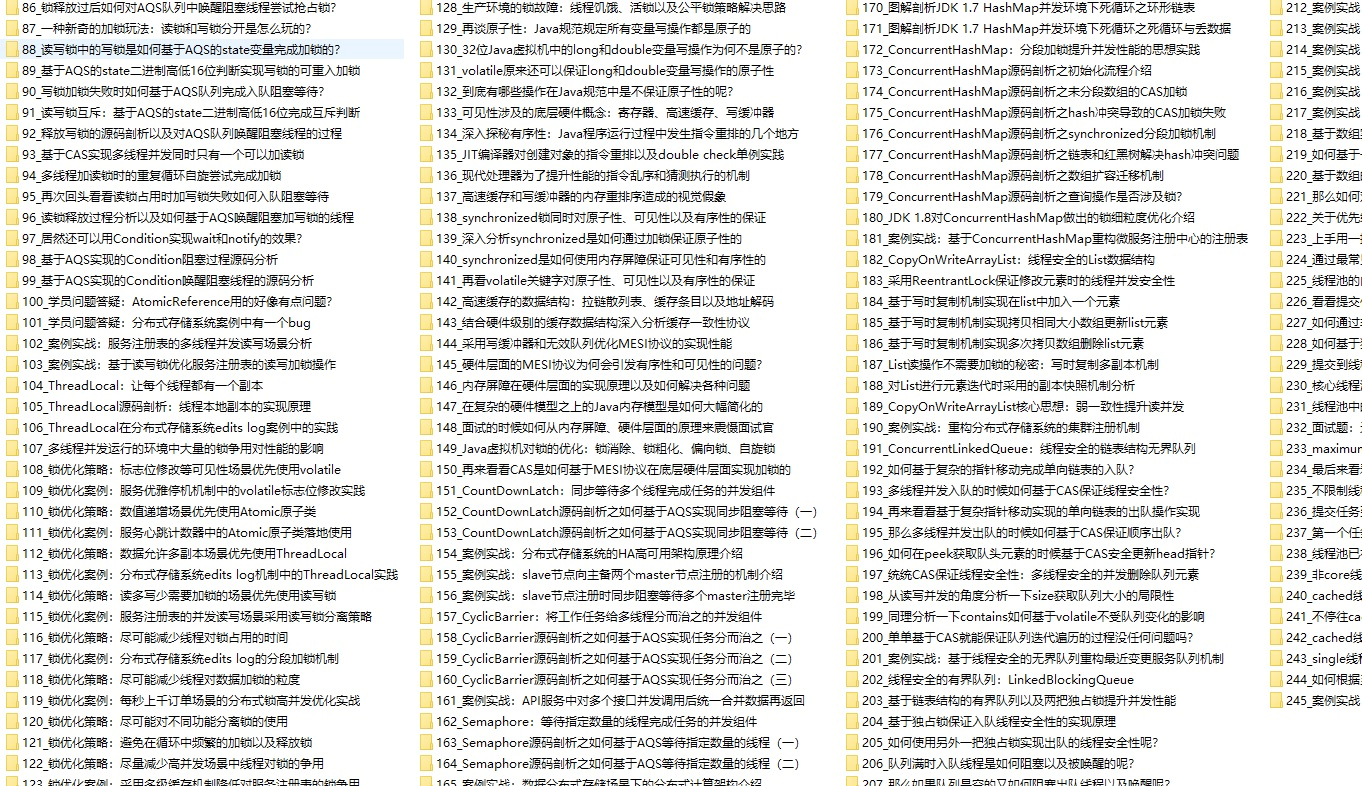 86_锁释放过后如何对AQS队列中唤醒阻塞线程尝试抢占锁?
87_一种新奇的加锁玩法：读锁和写锁分开是怎么玩的?
88_读写锁中的写锁是如何基于AQS的state变量完成加锁的?
89_基于AQS的state二进制高低16位判断实现写锁的可重入加锁
90_写锁加锁失败时如何基于AQS队列完成入队阻塞等待?
91_读写锁互斥：基于AQS的state二进制高低16位完成互斥判断
92_释放写锁的源码剖析以及对AQS队列唤醒阻塞线程的过程
93_基于CAS实现多线程并发同时只有一个可以加读锁
94_多线程加读锁时的重复循环自旋尝试完成加锁
95_再次回头看看读锁占用时加写锁失败如何入队阻塞等待
96_读锁释放过程分析以及如何基于AQS唤醒阻塞加写锁的线程
97_居然还可以用Condition实现wait和notify的效果?
98_基于AQS实现的Condition阻塞过程源码分析
99_基于AQS实现的Condition唤醒阻塞线程的源码分析
100_学员问题答疑：AtomicReference用的好像有点问题?
101_学员问题答疑：分布式存储系统案例中有一个bug
102_案例实战：服务注册表的多线程并发读写场景分析
103_案例实战：基于读写锁优化服务注册表的读写加锁操作
104_ThreadLocal：让每个线程都有一个副本
105_ThreadLocal源码剖析：线程本地副本的实现原理
106_ThreadLocal在分布式存储系统edits log案例中的实践
107_多线程并发运行的环境中大量的锁争用对性能的影响
108_锁优化策略：标志位修改等可见性场景优先使用volatile
109_锁优化案例：服务优雅停机机制中的volatile标志位修改实践
110_锁优化策略：数值递增场景优先使用Atomic原子类
111_锁优化案例：服务心跳计数器中的Atomic原子类落地使用
112_锁优化策略：数据允许多副本场景优先使用ThreadLocal
113_锁优化案例：分布式存储系统edits log机制中的ThreadLocal实践
114_锁优化策略：读多写少需要加锁的场景优先使用读写锁
115_锁优化案例：服务注册表的并发读写场景采用读写锁分离策略
116_锁优化策略：尽可能减少线程对锁占用的时间
117_锁优化案例：分布式存储系统edits log的分段加锁机制
118_锁优化策略：尽可能减少线程对数据加锁的粒度
119_锁优化案例：每秒上千订单场景的分布式锁高并发优化实战
120_锁优化策略：尽可能对不同功能分离锁的使用
121_锁优化策略：避免在循环中频繁的加锁以及释放锁
122_锁优化策略：尽量减少高并发场景中线程对锁的争用
123_锁优化案例：采用多级缓存机制降低对服务注册表的锁争用
128_生产环境的锁故障：线程饥饿、活锁以及公平锁策略解决思路
129_再谈原子性：Java规范规定所有变量写操作都是原子的
130_32位Java虚拟机中的long和double变量写操作为何不是原子的?
131_volatile原来还可以保证long和double变量写操作的原子性
132_到底有哪些操作在Java规范中是不保证原子性的呢?
133_可见性涉及的底层硬件概念：寄存器、高速缓存、写缓冲器
134_深入探秘有序性：Java程序运行过程中发生指令重排的几个地方
135_JIT编译器对创建对象的指令重排以及double check单例实践
136_现代处理器为了提升性能的指令乱序和猜测执行的机制
137_高速缓存和写缓冲器的内存重排序造成的视觉假象
138_synchronized锁同时对原子性、可见性以及有序性的保证
139_深入分析synchronized是如何通过加锁保证原子性的
140_synchronized是如何使用内存屏障保证可见性和有序性的
141_再看volatile关键字对原子性、可见性以及有序性的保证
142_高速缓存的数据结构：拉链散列表、缓存条目以及地址解码
143_结合硬件级别的缓存数据结构深入分析缓存一致性协议
144_采用写缓冲器和无效队列优化MESI协议的实现性能
145_硬件层面的MESI协议为何会引发有序性和可见性的问题?
146_内存屏障在硬件层面的实现原理以及如何解决各种问题
147_在复杂的硬件模型之上的Java内存模型是如何大幅简化的
148_面试的时候如何从内存屏障、硬件层面的原理来震慑面试官
149_Java虚拟机对锁的优化：锁消除、锁粗化、偏向锁、自旋锁
150_再来看看CAS是如何基于MESI协议在底层硬件层面实现加锁的
151_CountDownLatch：同步等待多个线程完成任务的并发组件
152_CountDownLatch源码剖析之如何基于AQS实现同步阻塞等待（一）
153_CountDownLatch源码剖析之如何基于AQS实现同步阻塞等待（二）
154_案例实战：分布式存储系统的HA高可用架构原理介绍
155_案例实战：slave节点向主备两个master节点注册的机制介绍
156_案例实战：slave节点注册时同步阻塞等待多个master注册完毕
157_CyclicBarrier：将工作任务给多线程分而治之的并发组件
158_CyclicBarrier源码剖析之如何基于AQS实现任务分而治之（一）
159_CyclicBarrier源码剖析之如何基于AQS实现任务分而治之（二）
160_CyclicBarrier源码剖析之如何基于AQS实现任务分而治之（三）
161_案例实战：API服务中对多个接口并发调用后统一合并数据再返回
162_Semaphore：等待指定数量的线程完成任务的并发组件
163_Semaphore源码剖析之如何基于AQS等待指定数量的线程（一）
164_Semaphore源码剖析之如何基于AQS等待指定数量的线程（二）
165_案例实战：数据分布式存储场景下的分布式计算架构介绍
170_图解剖析JDK 1.7 HashMap并发环境下死循环之环形链表
171_图解剖析JDK 1.7 HashMap并发环境下死循环之死循环与丢数据
172_ConcurrentHashMap：分段加锁提升并发性能的思想实践
173_ConcurrentHashMap源码剖析之初始化流程介绍
174_ConcurrentHashMap源码剖析之未分段数组的CAS加锁
175_ConcurrentHashMap源码剖析之hash冲突导致的CAS加锁失败
176_ConcurrentHashMap源码剖析之synchronized分段加锁机制
177_ConcurrentHashMap源码剖析之链表和红黑树解决hash冲突问题
178_ConcurrentHashMap源码剖析之数组扩容迁移机制
179_ConcurrentHashMap源码剖析之查询操作是否涉及锁?
180_JDK 1.8对ConcurrentHashMap做出的锁细粒度优化介绍
181_案例实战：基于ConcurrentHashMap重构微服务注册中心的注册表
182_CopyOnWriteArrayList：线程安全的List数据结构
183_采用ReentrantLock保证修改元素时的线程并发安全性
184_基于写时复制机制实现在list中加入一个元素
185_基于写时复制机制实现拷贝相同大小数组更新list元素
186_基于写时复制机制实现多次拷贝数组删除list元素
187_List读操作不需要加锁的秘密：写时复制多副本机制
188_对List进行元素迭代时采用的副本快照机制分析
189_CopyOnWriteArrayList核心思想：弱一致性提升读并发
190_案例实战：重构分布式存储系统的集群注册机制
191_ConcurrentLinkedQueue：线程安全的链表结构无界队列
192_如何基于复杂的指针移动完成单向链表的入队?
193_多线程并发入队的时候如何基于CAS保证线程安全性?
194_再来看看基于复杂指针移动实现的单向链表的出队操作实现
195_那么多线程并发出队的时候如何基于CAS保证顺序出队?
196_如何在peek获取队头元素的时候基于CAS安全更新head指针?
197_统统CAS保证线程安全性：多线程安全的并发删除队列元素
198_从读写并发的角度分析一下size获取队列大小的局限性
199_同理分析一下contains如何基于volatile不受队列变化的影响
200_单单基于CAS就能保证队列迭代遍历的过程没任何问题吗?
201_案例实战：基于线程安全的无界队列重构最近变更服务队列机制
202_线程安全的有界队列：LinkedBlockingQueue
203_基于链表结构的有界队列以及两把独占锁提升并发性能
204_基于独占锁保证入队线程安全性的实现原理
205_如何使用另外一把独占锁实现出队的线程安全性呢?
206_队列满时入队线程是如何阻塞以及被唤醒的呢?
207_那么如果队列是空的又如何阻塞出队线程以及唤醒呢?
212_案例实战
213_案例实战
214_案例实战
215_案例实战
216_案例实战
217_案例实战
218_基于数组
219_如何基于
220_基于数组的
221_那么如何
222_关于优先
223_上手用一
224_通过最常
225_线程池的
226_看看提交
227_如何通过
228_如何基于
229_提交到线
230_核心线程
231_线程池中
232_面试题：
233_maximum
234_最后来看
235_不限制线
236_提交任务
237_第一个任
238_线程池已
239_非core线
240_cached线
241_不停往ca
242_cached线
243_single线程
244_如何根据
245_案例实战